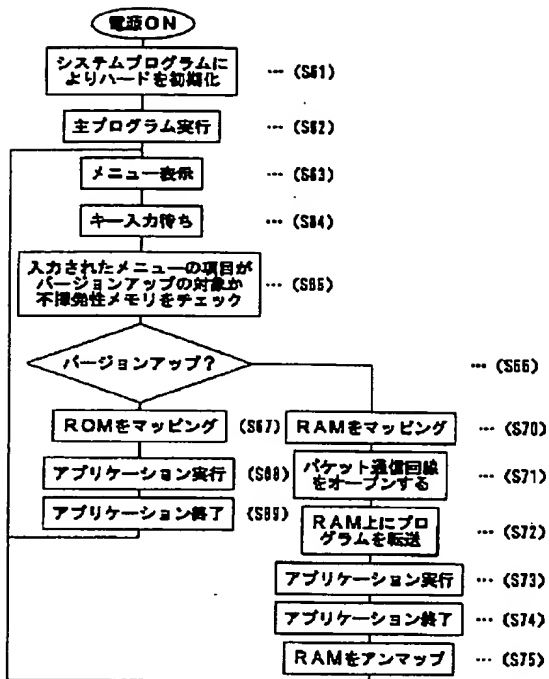 電源ON
システムプログラムに
よりハードを初期化
… (S61)
主プログラム実行
… (S62)
メニュー表示
… (S63)
キー入力待ち
… (S64)
入力されたメニューの項目が
バージョンアップの対象か
不揮発性メモリをチェック
… (S65)
バージョンアップ?
… (S66)
ROMをマッピング (S67)
アプリケーション実行 (S68)
アプリケーション終了 (S69)
RAMをマッピング … (S70)
パケット通信回線
をオープンする
… (S71)
RAM上にプロ
グラムを転送
… (S72)
アプリケーション実行 … (S73)
アプリケーション終了 … (S74)
RAMをアンマップ … (S75)